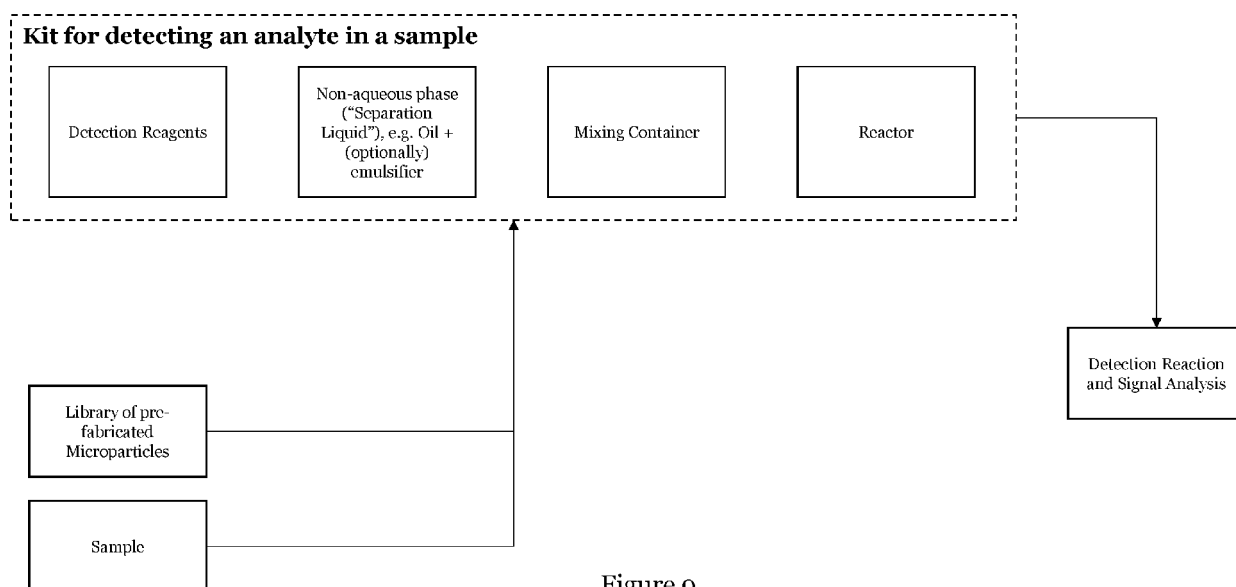 Kit for detecting an analyte in a sample
Detection Reagents
Non-aqueous phase
("Separation
Liquid"), e.g. Oil +
(optionally)
emulsifier
Mixing Container
Reactor
Detection Reaction
and Signal Analysis
Library of pre-
fabricated
Microparticles
Sample
Figure 9